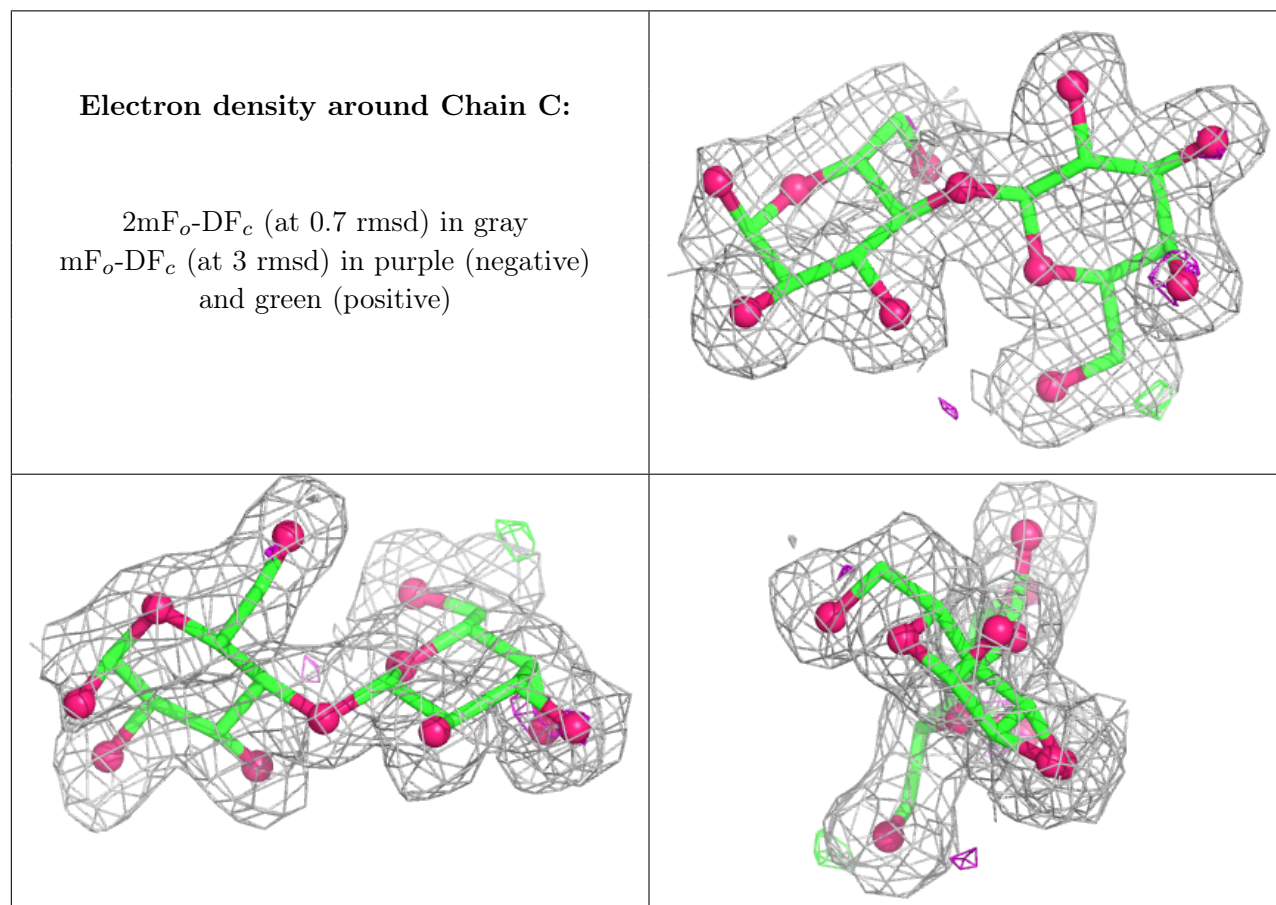 Electron density around Chain C:
2mFo-DFc (at 0.7 rmsd) in gray
mFo-DFc (at 3 rmsd) in purple (negative)
and green (positive)